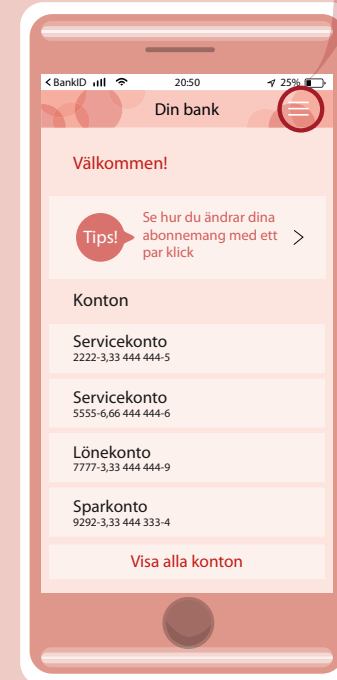 < BankID 20:50 25%
Din bank
Välkommen!
Tips!
Se hur du ändrar dina
abonnemang med ett
par klick
Konton
Servicekonto
2222-3,33 444 444-5
Servicekonto
5555-6,66 444 444-6
Lönekonto
7777-3,33 444 444-9
Sparkonto
9292-3,33 444 333-4
Visa alla konton